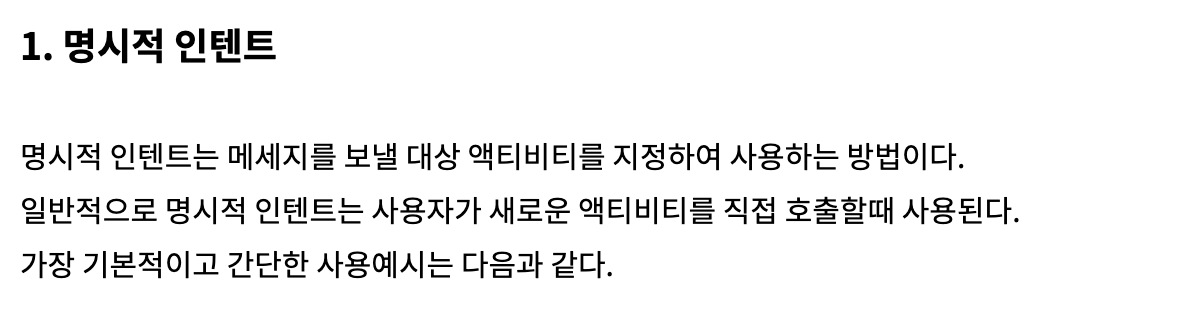 1. 명시적 인텐트
명시적 인텐트는 메세지를 보낼 대상 액티비티를 지정하여 사용하는 방법이다.
일반적으로 명시적 인텐트는 사용자가 새로운 액티비티를 직접 호출할때 사용된다.
가장 기본적이고 간단한 사용예시는 다음과 같다.